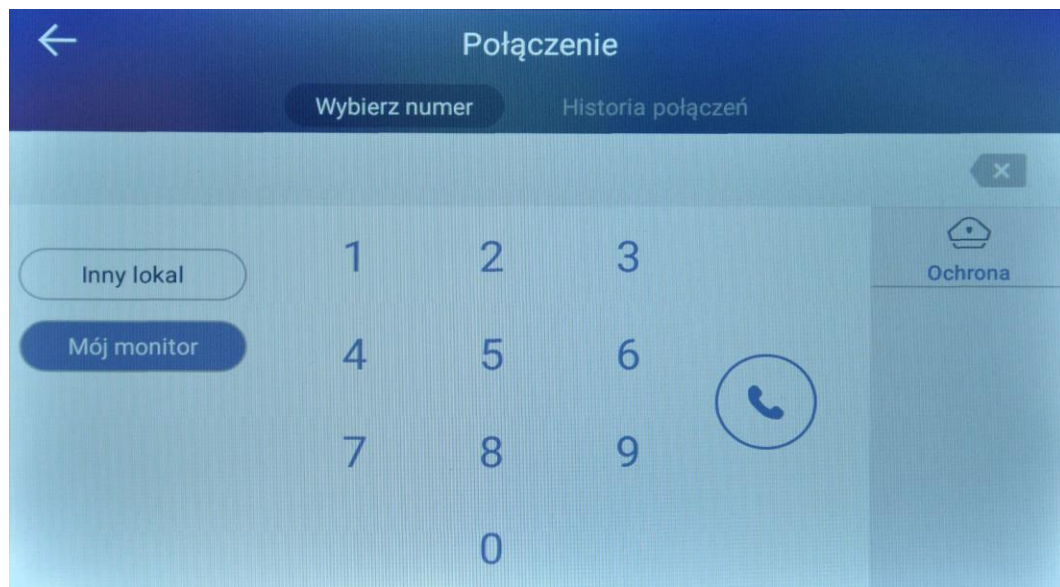 Połączenie
Wybierz numer Historia połączeń
Inny lokal
Mój monitor
1 2 3
4 5 6
7 8 9
0
Ochrona